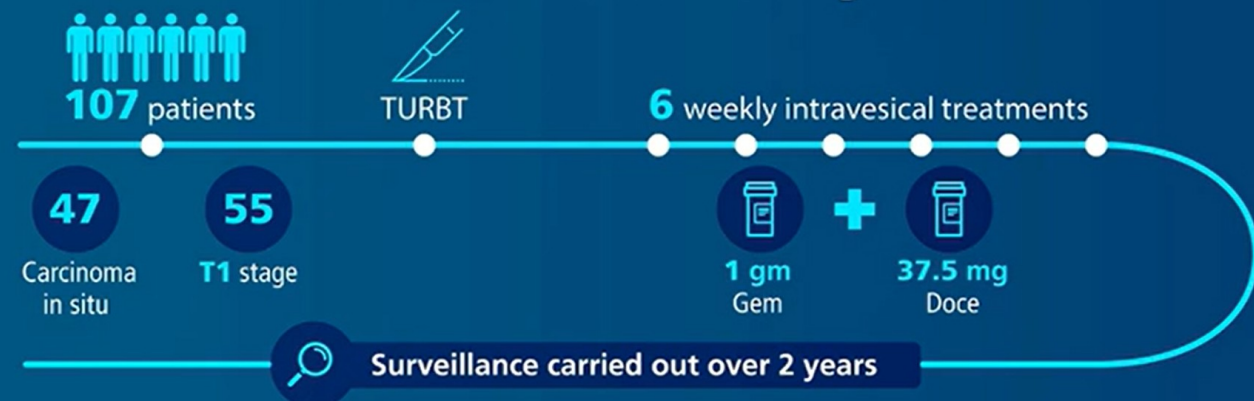 107 patients
TURBT
6 weekly intravesical treatments
47
Carcinoma
in situ
55
T1 stage
1 gm
Gem
37.5 mg
Doce
Surveillance carried out over 2 years